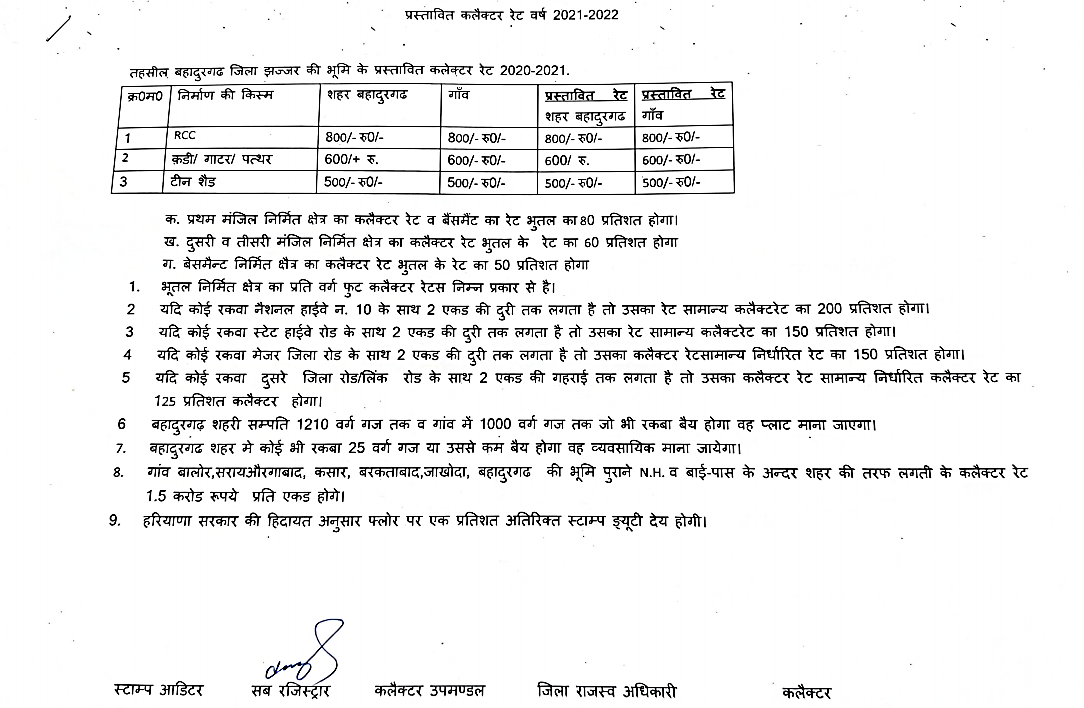 प्रस्तावित कलैक्टर रेट वर्ष 2021-2022
तहसील बहादुरगढ जिला झज्जर की भूमि के प्रस्तावित कलेक्टर रेट 2020-2021.
क्र0म0 निर्माण की किस्म शहर बहादुरगढ गाँव प्रस्तावित रेट शहर बहादुरगढ प्रस्तावित रेट गाँव
1 RCC 800/- रु0/- 800/- रु0/- 800/- रु0/- 800/- रु0/-
2 क़डी/ गाटर/ पत्थर 600/+ रु. 600/- रु0/- 600/ रु. 600/- रु0/-
3 टीन शैड 500/- रु0/- 500/- रु0/- 500/- रु0/- 500/- रु0/-
क. प्रथम मंजिल निर्मित क्षेत्र का कलैक्टर रेट व बैंसमैंट का रेट भुतल का 80 प्रतिशत होगा।
ख. दुसरी व तीसरी मंजिल निर्मित क्षेत्र का कलैक्टर रेट भुतल के रेट का 60 प्रतिशत होगा
ग. बेसमैन्ट निर्मित क्षैत्र का कलैक्टर रेट भुतल के रेट का 50 प्रतिशत होगा
1. भूतल निर्मित क्षेत्र का प्रति वर्ग फुट कलैक्टर रेटस निम्न प्रकार से है।
2 यदि कोई रकवा नैशनल हाईवे न. 10 के साथ 2 एकड की दुरी तक लगता है तो उसका रेट सामान्य कलैक्टरेट का 200 प्रतिशत होगा।
3 यदि कोई रकवा स्टेट हाईवे रोड के साथ 2 एकड की दुरी तक लगता है तो उसका रेट सामान्य कलैक्टरेट का 150 प्रतिशत होगा।
4 यदि कोई रकवा मेजर जिला रोड के साथ 2 एकड की दुरी तक लगता है तो उसका कलैक्टर रेटसामान्य निर्धारित रेट का 150 प्रतिशत होगा।
5 यदि कोई रकवा दुसरे जिला रोड/लिंक रोड के साथ 2 एकड की गहराई तक लगता है तो उसका कलैक्टर रेट सामान्य निर्धारित कलैक्टर रेट का
125 प्रतिशत कलैक्टर होगा।
6 बहादुरगढ़ शहरी सम्पति 1210 वर्ग गज तक व गांव में 1000 वर्ग गज तक जो भी रकबा बैय होगा वह प्लाट माना जाएगा।
7. बहादुरगढ शहर मे कोई भी रकबा 25 वर्ग गज या उससे कम बैय होगा वह व्यवसायिक माना जायेगा।
8. गांव बालोर,सरायऔरगाबाद, कसार, बरकताबाद,जाखोदा, बहादुरगढ की भूमि पुराने N.H. व बाई-पास के अन्दर शहर की तरफ लगती के कलैक्टर रेट
1.5 करोड रूपये प्रति एकड होगे।
9. हरियाणा सरकार की हिदायत अनुसार फ्लोर पर एक प्रतिशत अतिरिक्त स्टाम्प ड्यूटी देय होगी।
स्टाम्प आडिटर सब रजिस्ट्रार कलैक्टर उपमण्डल जिला राजस्व अधिकारी कलैक्टर